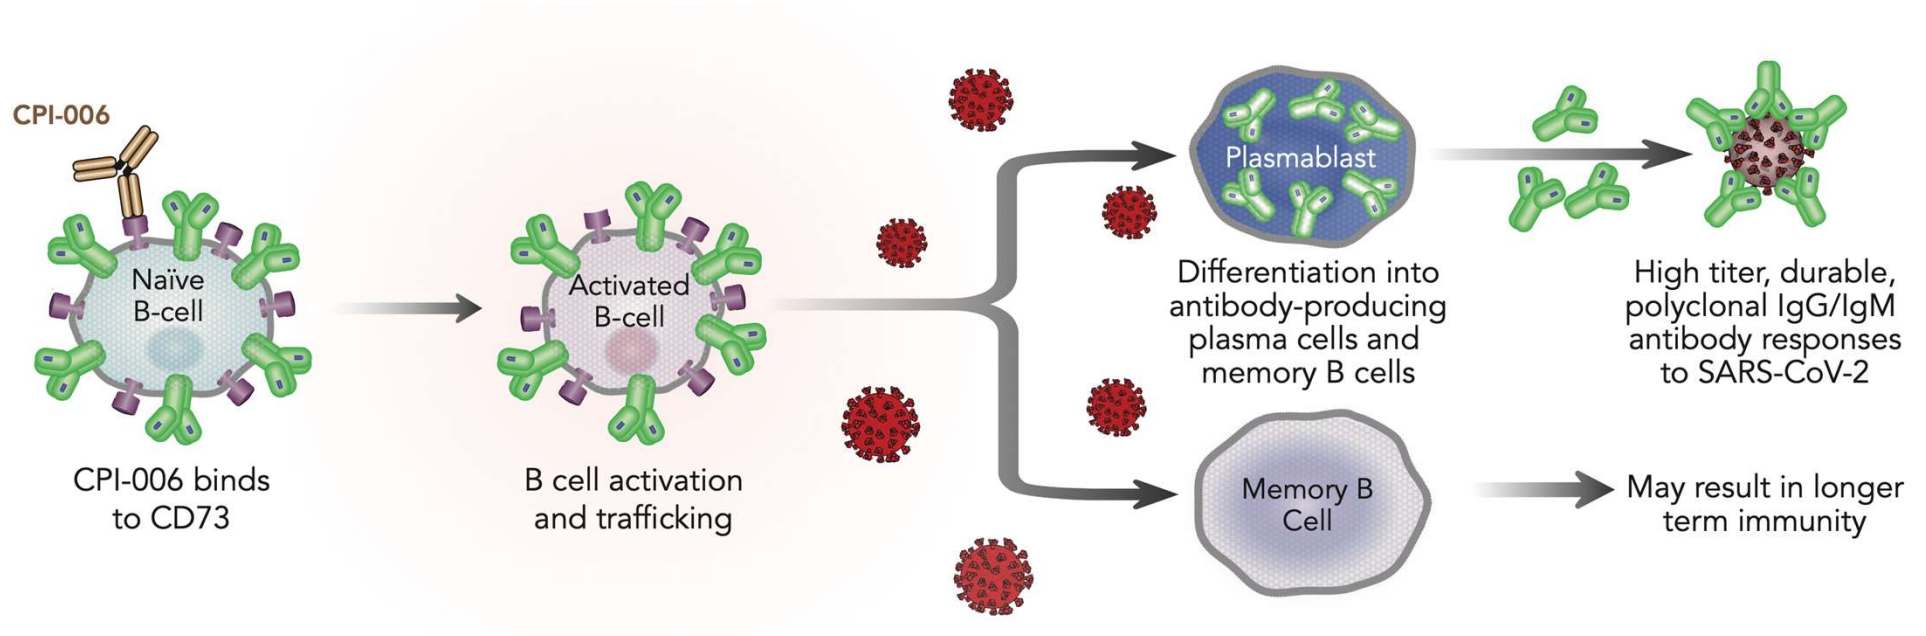 CPI-006
Naïve
B-cell
CPI-006 binds
to CD73
Activated
B-cell
B cell activation
and trafficking
Plasmablast
Differentiation into
antibody-producing
plasma cells and
memory B cells
High titer, durable,
polyclonal IgG/IgM
antibody responses
to SARS-CoV-2
Memory B
Cell
May result in longer
term immunity